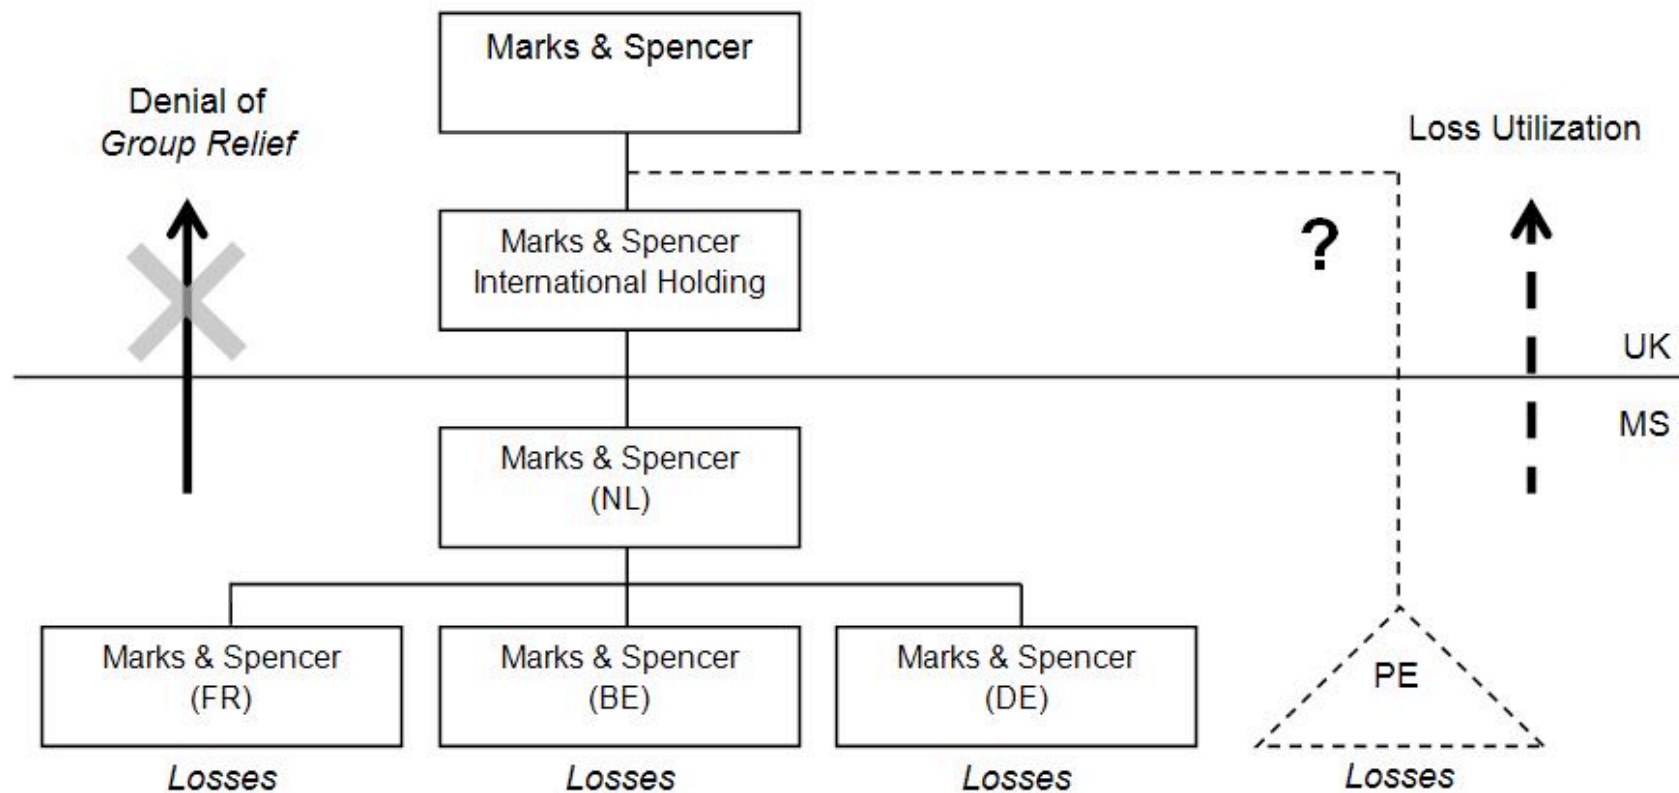 Marks & Spencer
Denial of
Group Relief
Loss Utilization
Marks & Spencer
International Holding
?
UK
MS
Marks & Spencer
(NL)
Marks & Spencer
(FR)
Marks & Spencer
(BE)
Marks & Spencer
(DE)
PE
Losses
Losses
Losses
Losses